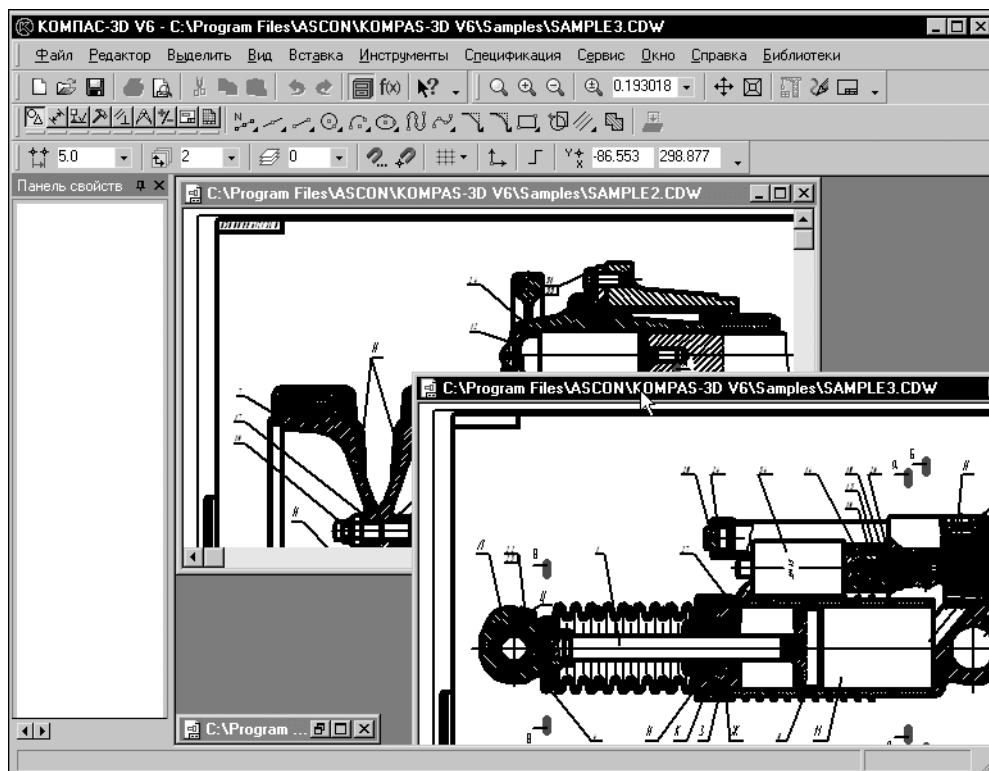 КОМПАС-3D V6 - C:\Program Files\ASCON\KOMPAS-3D V6\Samples\SAMPLE3.CDW
Файл Редактор Выделить Вид Вставка Инструменты Спецификация Сервис Окно Справка Библиотеки
f(x) 0.193018
5.0 2 0 Y X -86.553 298.877
Панель свойств
C:\Program Files\ASCON\KOMPAS-3D V6\Samples\SAMPLE2.CDW
И
И
C:\Program Files\ASCON\KOMPAS-3D V6\Samples\SAMPLE3.CDW
Б
И
Л
В
Ц
В
И К З Ж
C:\Program ...